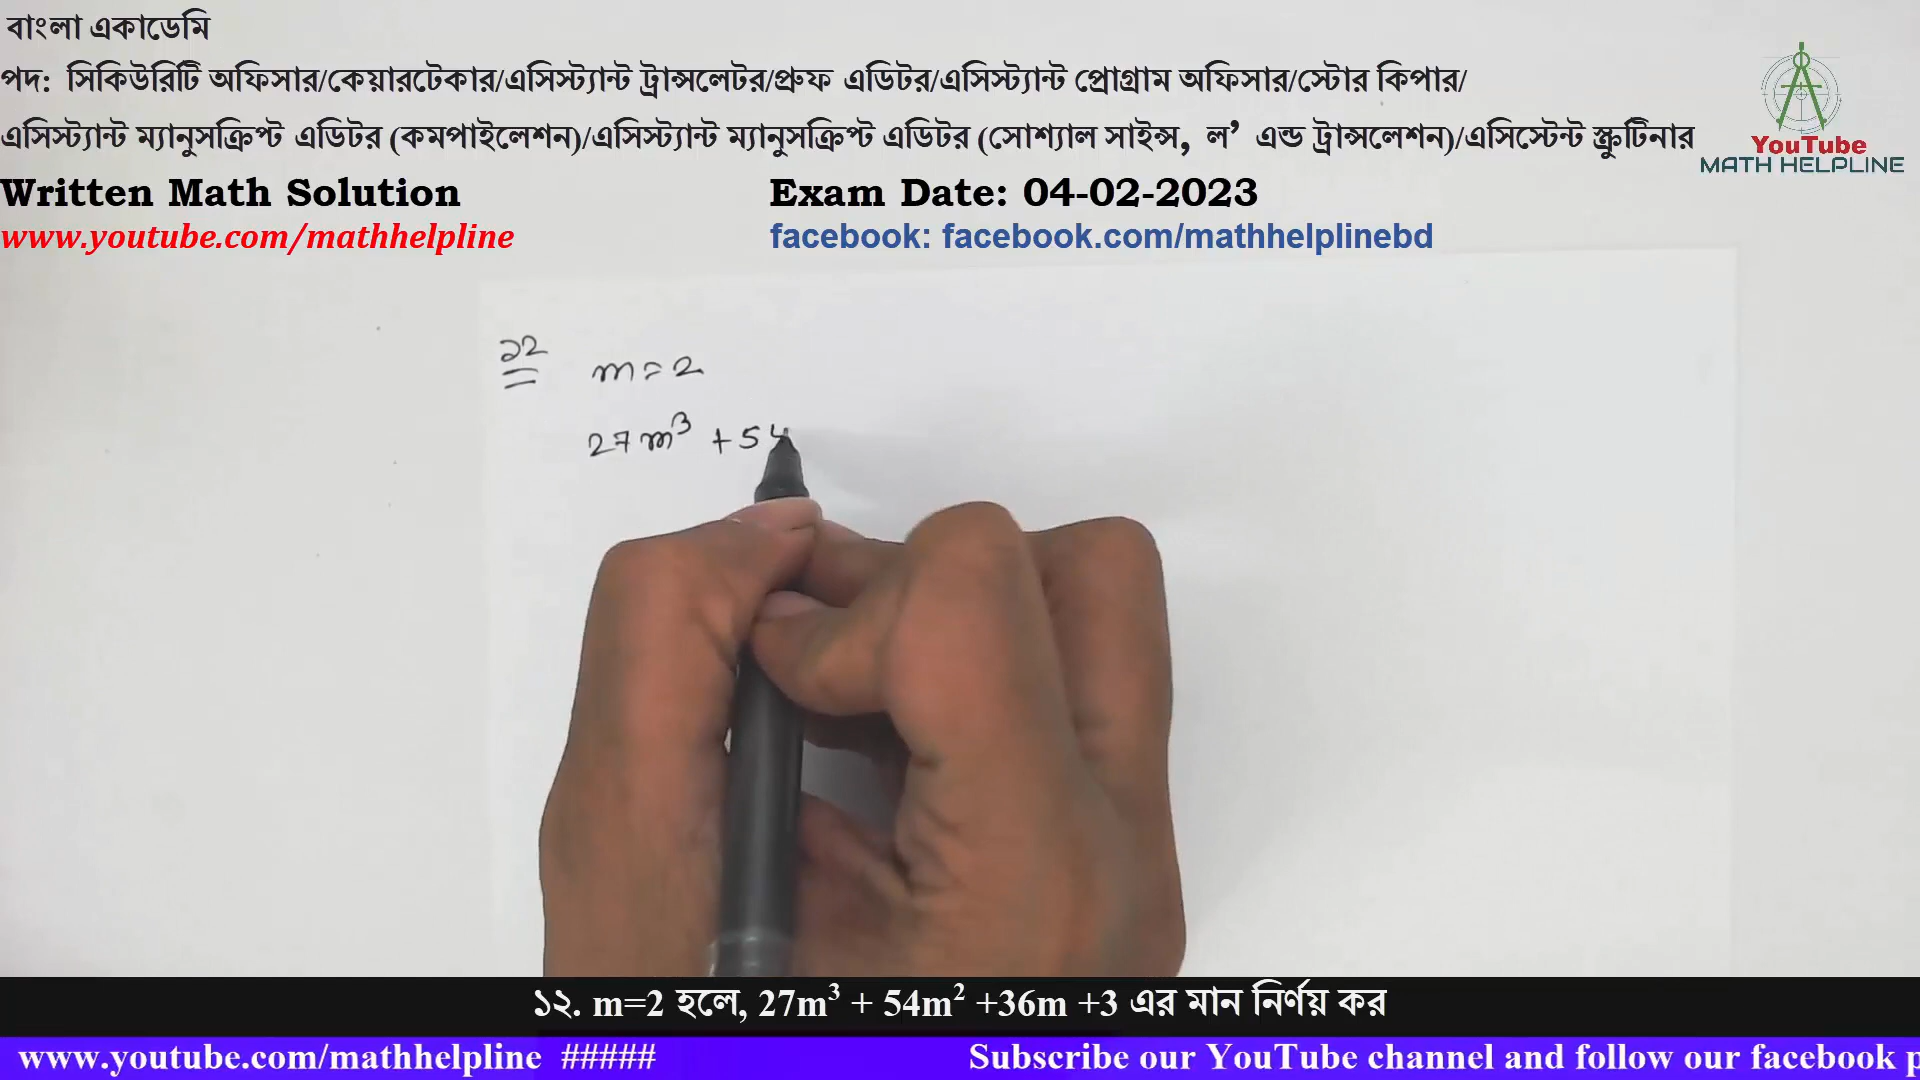 বাংলা একাডেমি
পদ: সিকিউরিটি অফিসার/কেয়ারটেকার/এসিস্ট্যান্ট ট্রান্সলেটর/প্রুফ এডিটর/এসিস্ট্যান্ট প্রোগ্রাম অফিসার/স্টোর কিপার/
এসিস্ট্যান্ট ম্যানুসক্রিপ্ট এডিটর (কমপাইলেশন)/এসিস্ট্যান্ট ম্যানুসক্রিপ্ট এডিটর (সোশ্যাল সাইন্স, ল’ এন্ড ট্রান্সলেশন)/এসিস্টেন্ট স্ক্রুটিনার
YouTube
MATH HELPLINE
Written Math Solution Exam Date: 04-02-2023
www.youtube.com/mathhelpline facebook: facebook.com/mathhelplinebd
১২ m=2
27m³ +54
১২. m=2 হলে, 27m³ + 54m² +36m +3 এর মান নির্ণয় কর
www.youtube.com/mathhelpline ##### Subscribe our YouTube channel and follow our facebook p